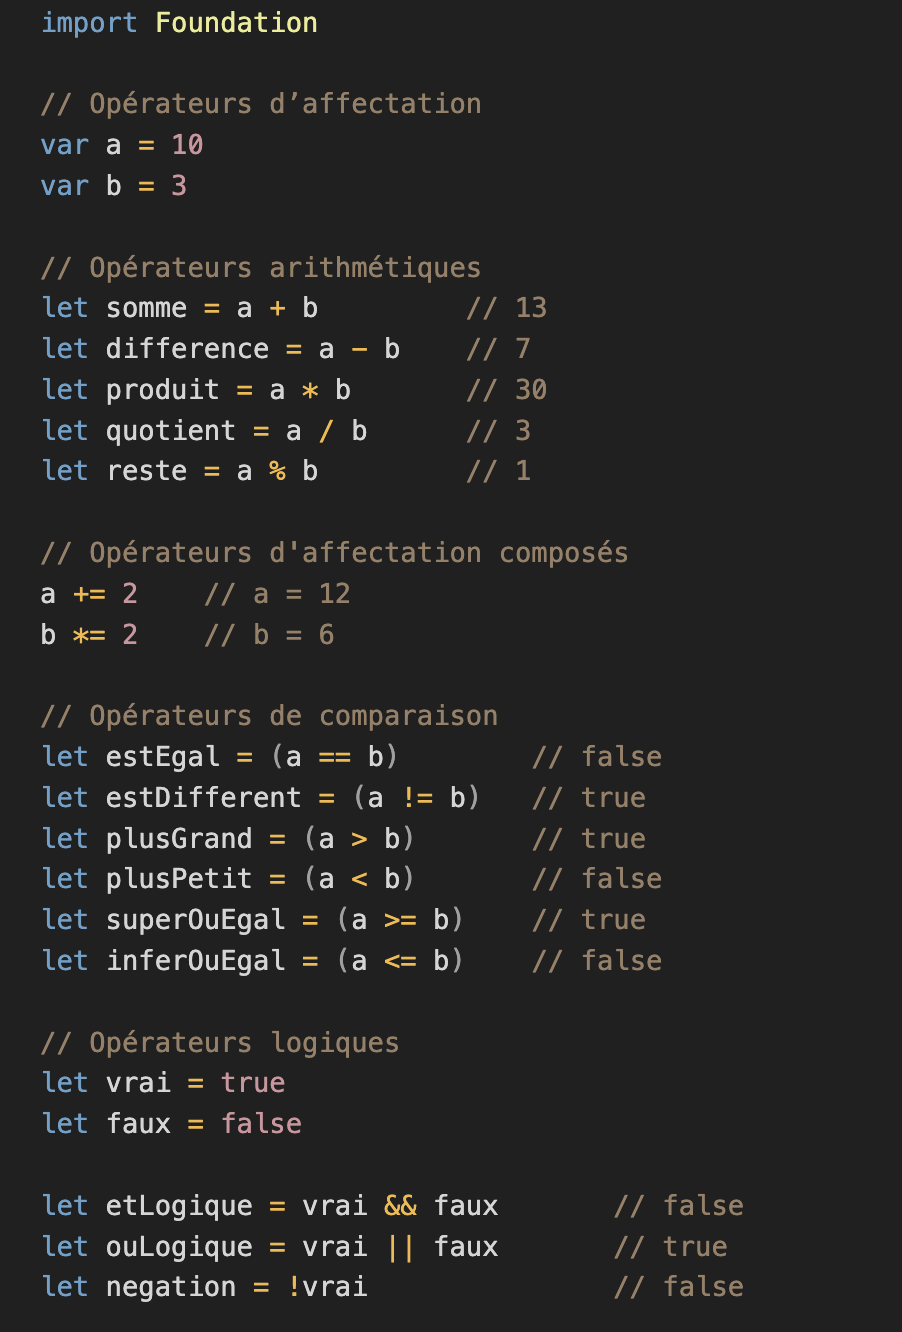 import Foundation

// Opérateurs d’affectation
var a = 10
var b = 3

// Opérateurs arithmétiques
let somme = a + b         // 13
let difference = a - b    // 7
let produit = a * b       // 30
let quotient = a / b      // 3
let reste = a % b         // 1

// Opérateurs d'affectation composés
a += 2    // a = 12
b *= 2    // b = 6

// Opérateurs de comparaison
let estEgal = (a == b)        // false
let estDifferent = (a != b)   // true
let plusGrand = (a > b)       // true
let plusPetit = (a < b)       // false
let superOuEgal = (a >= b)    // true
let inferOuEgal = (a <= b)    // false

// Opérateurs logiques
let vrai = true
let faux = false

let etLogique = vrai && faux       // false
let ouLogique = vrai || faux       // true
let negation = !vrai               // false